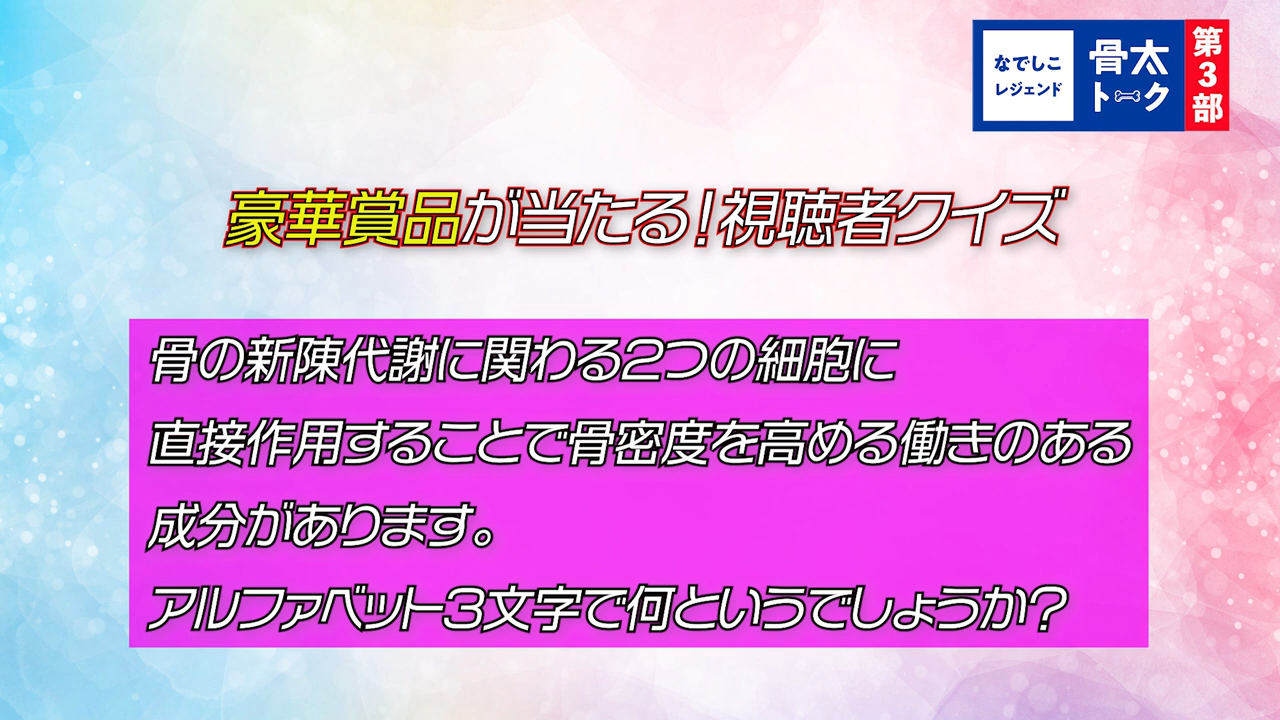 なでしこ
レジェンド
骨太
トーク
第3部
豪華賞品が当たる!視聴者クイズ
骨の新陳代謝に関わる2つの細胞に
直接作用することで骨密度を高める働きのある
成分があります。
アルファベット3文字で何というでしょうか?